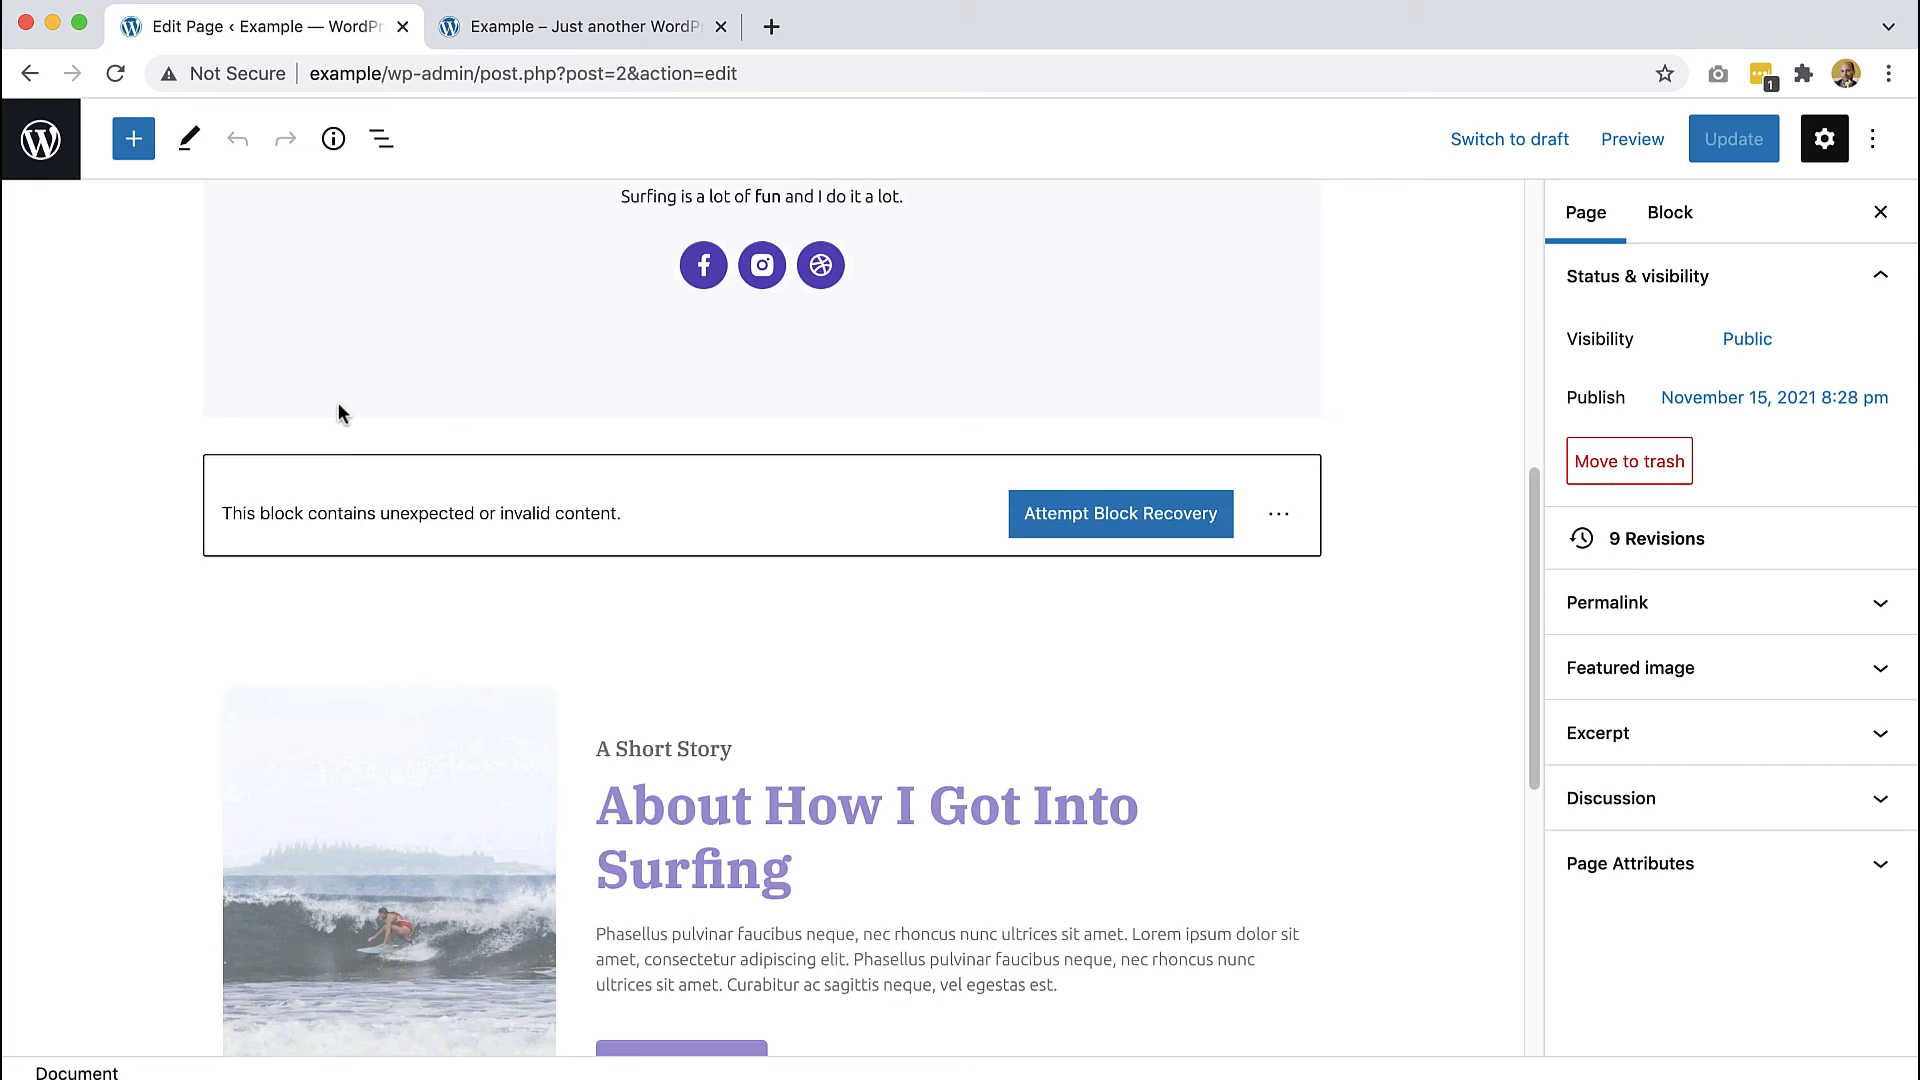 Edit Page ‹ Example — WordPr
Example – Just another WordP
Not Secure
example/wp-admin/post.php?post=2&action=edit
1
Switch to draft
Preview
Update
Surfing is a lot of fun and I do it a lot.
Page
Block
Status & visibility
Visibility
Public
Publish
November 15, 2021 8:28 pm
Move to trash
This block contains unexpected or invalid content.
Attempt Block Recovery
9 Revisions
Permalink
Featured image
Excerpt
Discussion
Page Attributes
A Short Story
About How I Got Into
Surfing
Phasellus pulvinar faucibus neque, nec rhoncus nunc ultrices sit amet. Lorem ipsum dolor sit
amet, consectetur adipiscing elit. Phasellus pulvinar faucibus neque, nec rhoncus nunc
ultrices sit amet. Curabitur ac sagittis neque, vel egestas est.
Document